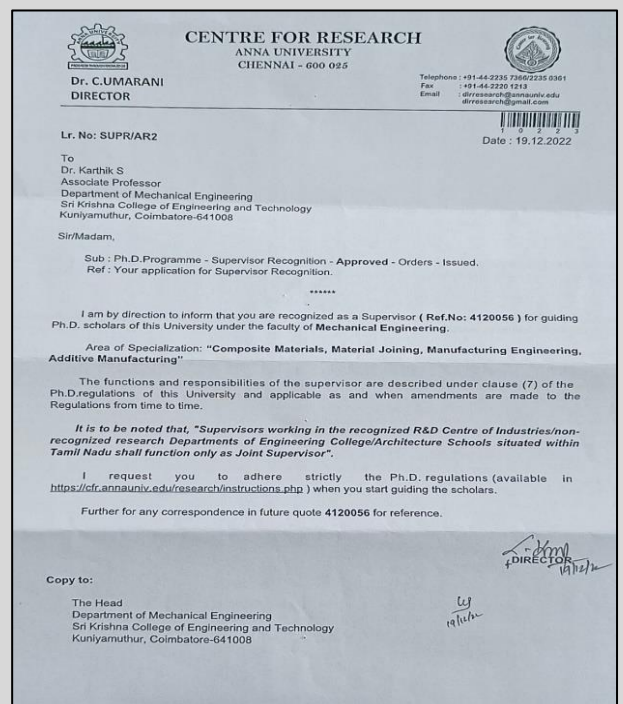 CENTRE FOR RESEARCH
ANNA UNIVERSITY
CHENNAI - 600 025
Dr. C.UMARANI
DIRECTOR
Telephone : +91-44-2235 7366/2235 0361
Fax : +91-44-2220 1213
Email : dirresearch@annauniv.edu
dirresearch@gmail.com
1 0 2 2 3
Lr. No: SUPR/AR2
Date : 19.12.2022
To
Dr. Karthik S
Associate Professor
Department of Mechanical Engineering
Sri Krishna College of Engineering and Technology
Kuniyamuthur, Coimbatore-641008
Sir/Madam,
Sub : Ph.D.Programme - Supervisor Recognition - Approved - Orders - Issued.
Ref : Your application for Supervisor Recognition.
******
I am by direction to inform that you are recognized as a Supervisor ( Ref.No: 4120056 ) for guiding
Ph.D. scholars of this University under the faculty of Mechanical Engineering.
Area of Specialization: "Composite Materials, Material Joining, Manufacturing Engineering,
Additive Manufacturing"
The functions and responsibilities of the supervisor are described under clause (7) of the
Ph.D.regulations of this University and applicable as and when amendments are made to the
Regulations from time to time.
It is to be noted that, "Supervisors working in the recognized R&D Centre of Industries/non-
recognized research Departments of Engineering College/Architecture Schools situated within
Tamil Nadu shall function only as Joint Supervisor".
I request you to adhere strictly the Ph.D. regulations (available in
https://cfr.annauniv.edu/research/instructions.php ) when you start guiding the scholars.
Further for any correspondence in future quote 4120056 for reference.
DIRECTOR
19/12/22
Copy to:
The Head
Department of Mechanical Engineering
Sri Krishna College of Engineering and Technology
Kuniyamuthur, Coimbatore-641008
19/12/22